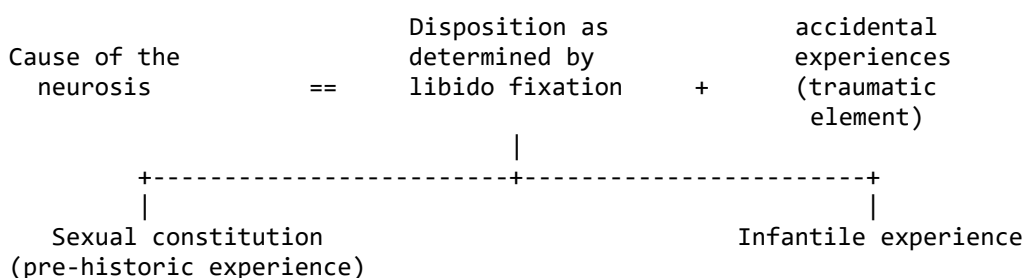 Disposition as              accidental
Cause of the                  determined by               experiences
  neurosis           ==       libido fixation     +       (traumatic
                                                           element)
                                     |
          +--------------------------+-------------------------+
          |                                                    |
   Sexual constitution                               Infantile experience
(pre-historic experience)